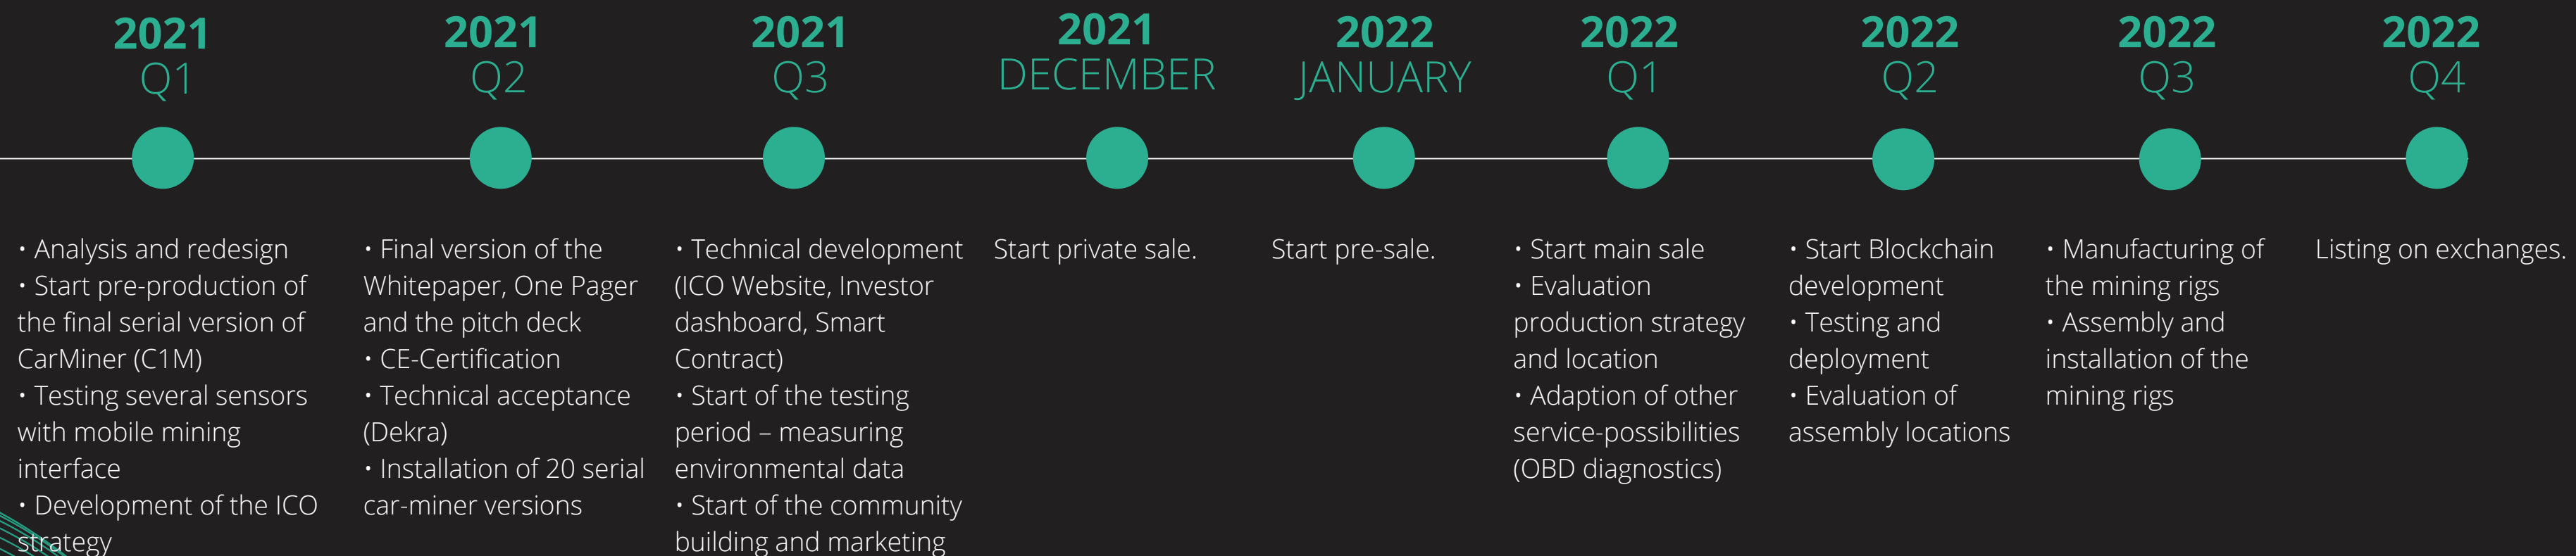 2021
Q1
• Analysis and redesign
• Start pre-production of
the final serial version of
CarMiner (C1M)
• Testing several sensors
with mobile mining
interface
• Development of the ICO
strategy
2021
Q2
• Final version of the
Whitepaper, One Pager
and the pitch deck
• CE-Certification
• Technical acceptance
(Dekra)
• Installation of 20 serial
car-miner versions
2021
Q3
• Technical development
(ICO Website, Investor
dashboard, Smart
Contract)
• Start of the testing
period – measuring
environmental data
• Start of the community
building and marketing
2021
DECEMBER
Start private sale.
2022
JANUARY
Start pre-sale.
2022
Q1
• Start main sale
• Evaluation
production strategy
and location
• Adaption of other
service-possibilities
(OBD diagnostics)
2022
Q2
• Start Blockchain
development
• Testing and
deployment
• Evaluation of
assembly locations
2022
Q3
• Manufacturing of
the mining rigs
• Assembly and
installation of the
mining rigs
2022
Q4
Listing on exchanges.